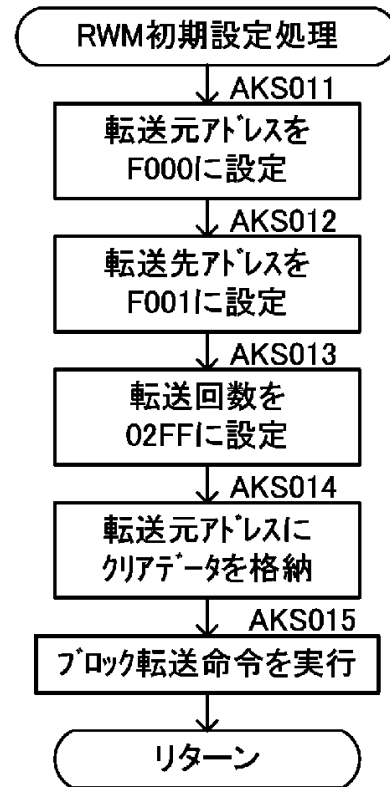 RWM初期設定処理
AKS011
転送元アドレスを
F000に設定
AKS012
転送先アドレスを
F001に設定
AKS013
転送回数を
02FFに設定
AKS014
転送元アドレスに
クリアデータを格納
AKS015
ブロック転送命令を実行
リターン